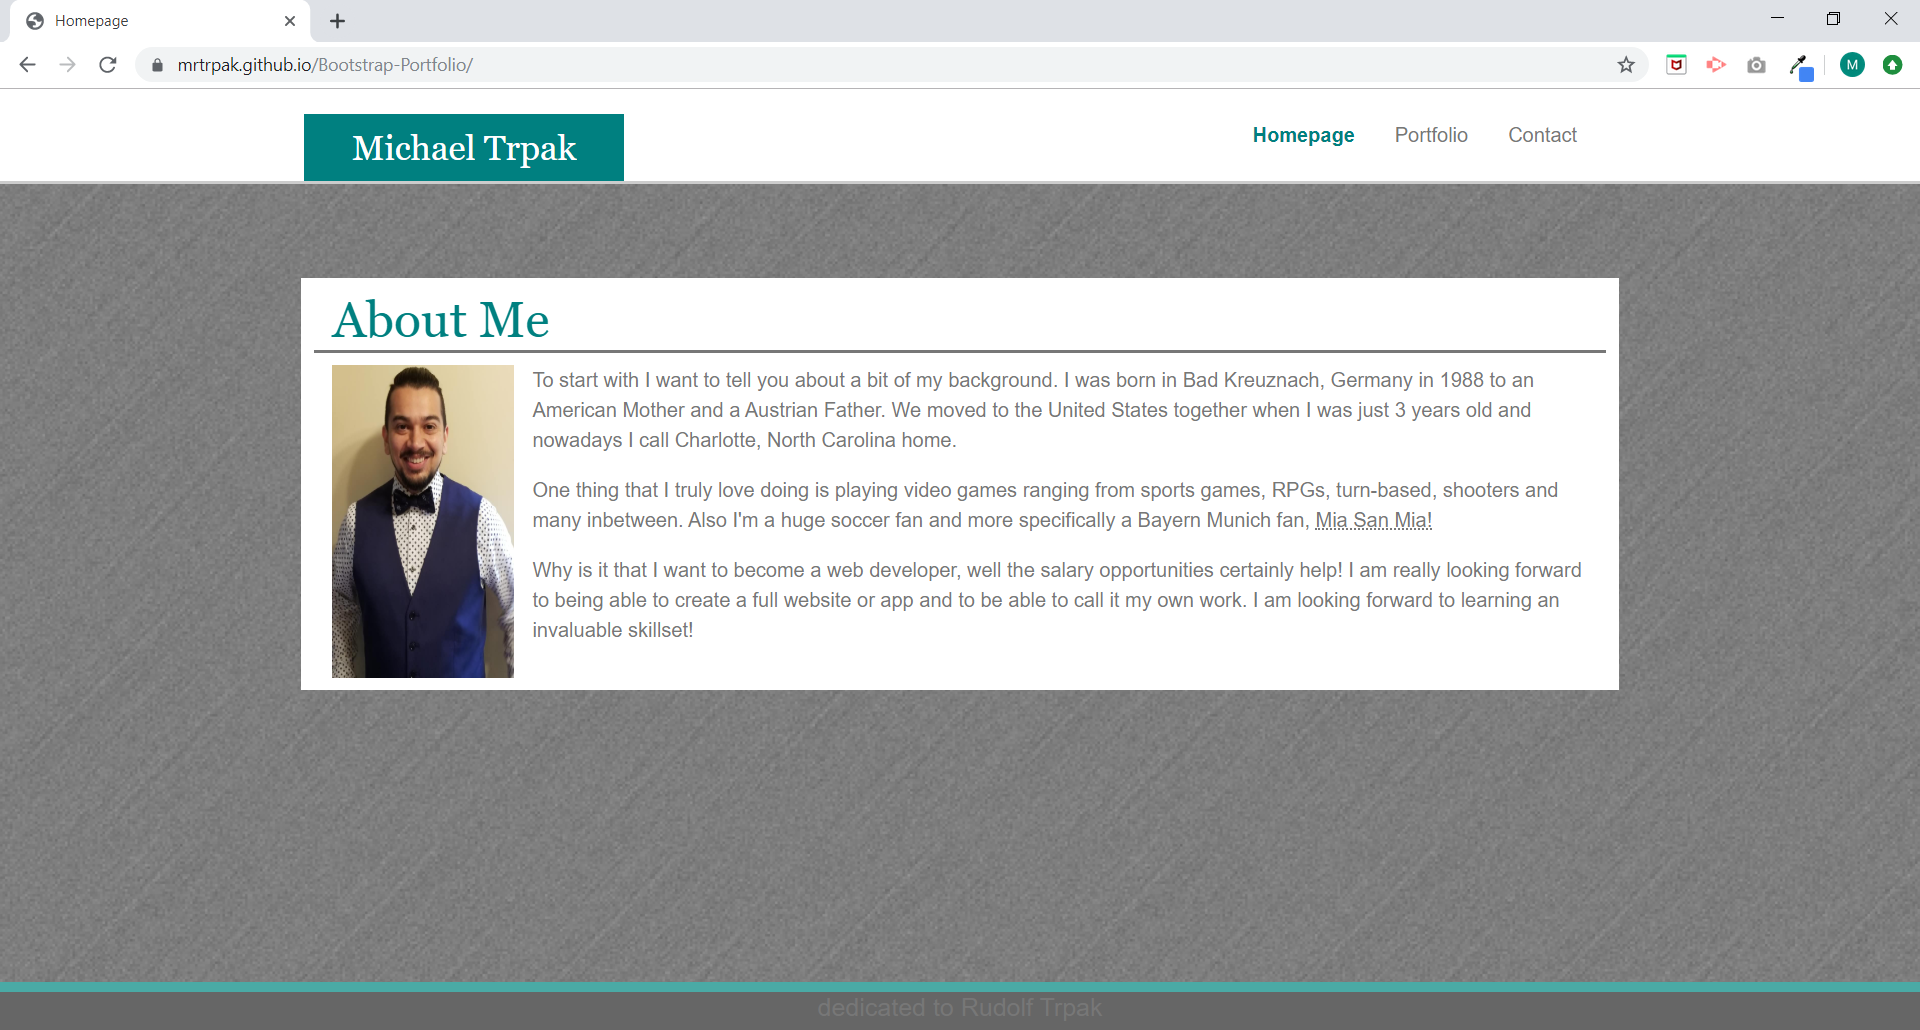 Homepage
mrtrpak.github.io/Bootstrap-Portfolio/
M
Michael Trpak
Homepage Portfolio Contact
About Me
To start with I want to tell you about a bit of my background. I was born in Bad Kreuznach, Germany in 1988 to an
American Mother and a Austrian Father. We moved to the United States together when I was just 3 years old and
nowadays I call Charlotte, North Carolina home.
One thing that I truly love doing is playing video games ranging from sports games, RPGs, turn-based, shooters and
many inbetween. Also I'm a huge soccer fan and more specifically a Bayern Munich fan, Mia San Mia!
Why is it that I want to become a web developer, well the salary opportunities certainly help! I am really looking forward
to being able to create a full website or app and to be able to call it my own work. I am looking forward to learning an
invaluable skillset!
dedicated to Rudolf Trpak